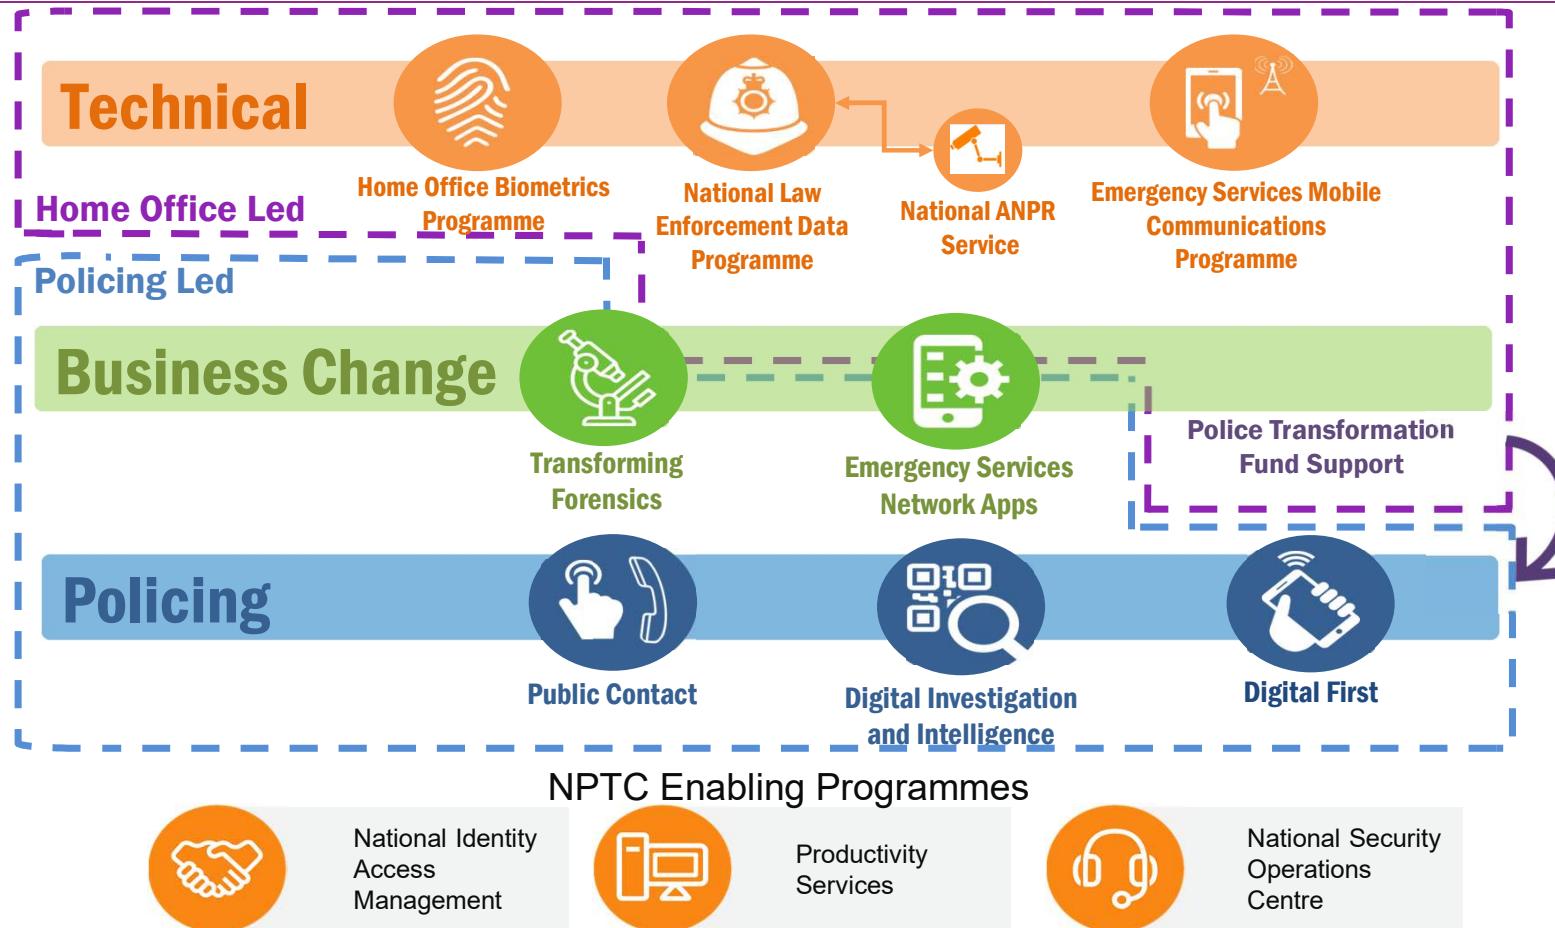 Technical
Home Office Biometrics
Programme
National Law
Enforcement Data
Programme
National ANPR
Service
Emergency Services Mobile
Communications
Programme
Home Office Led
Policing Led
Business Change
Transforming
Forensics
Emergency Services
Network Apps
Police Transformation
Fund Support
Policing
Public Contact
Digital Investigation
and Intelligence
Digital First
NPTC Enabling Programmes
National Identity
Access
Management
Productivity
Services
National Security
Operations
Centre